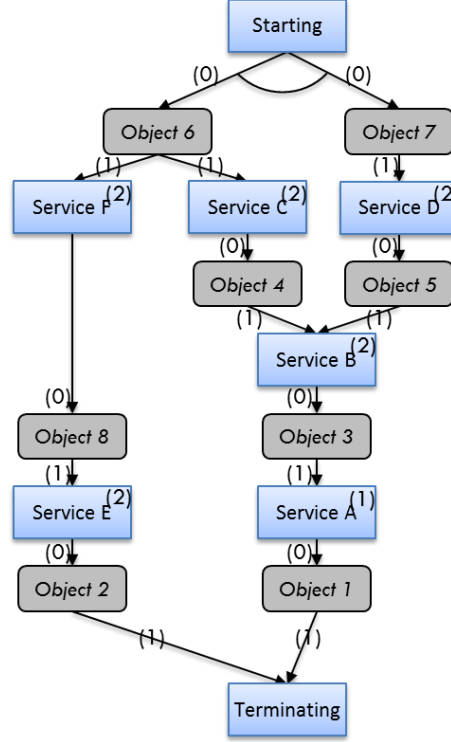 Starting
(0) (0)
Object 6 Object 7
(1) (1) (1)
Service F (2) Service C (2) Service D (2)
(0) (0)
Object 4 Object 5
(1) (1)
Service B (2)
(0) (0)
Object 8 Object 3
(1) (1)
Service E (2) Service A (1)
(0) (0)
Object 2 Object 1
(1) (1)
Terminating